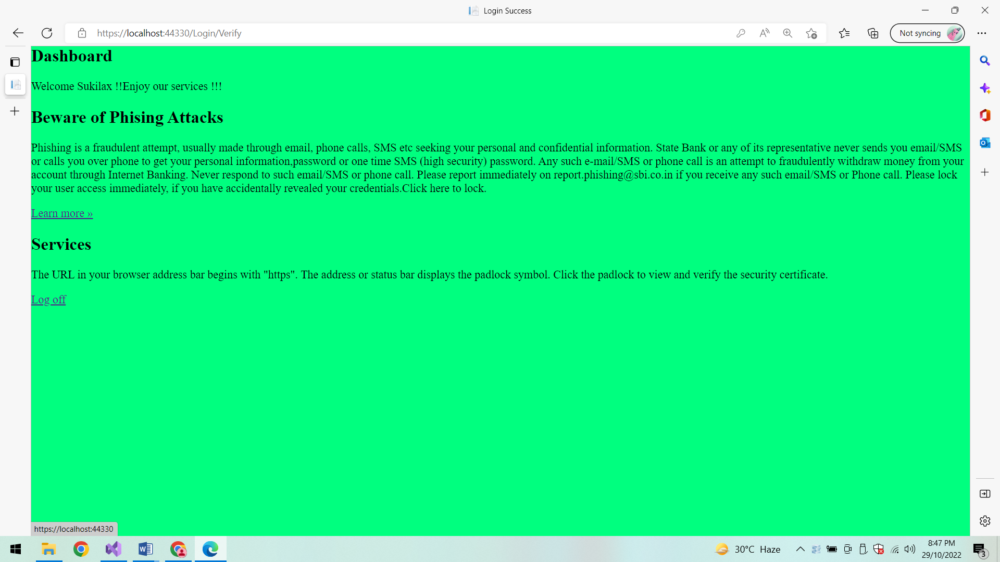 Login Success
https://localhost:44330/Login/Verify
Not syncing
Dashboard
Welcome Sukilax !!Enjoy our services !!!
Beware of Phising Attacks
Phishing is a fraudulent attempt, usually made through email, phone calls, SMS etc seeking your personal and confidential information. State Bank or any of its representative never sends you email/SMS
or calls you over phone to get your personal information,password or one time SMS (high security) password. Any such e-mail/SMS or phone call is an attempt to fraudulently withdraw money from your
account through Internet Banking. Never respond to such email/SMS or phone call. Please report immediately on report.phishing@sbi.co.in if you receive any such email/SMS or Phone call. Please lock
your user access immediately, if you have accidentally revealed your credentials.Click here to lock.
Learn more »
Services
The URL in your browser address bar begins with "https". The address or status bar displays the padlock symbol. Click the padlock to view and verify the security certificate.
Log off
https://localhost:44330
30°C Haze
8:47 PM
29/10/2022
3